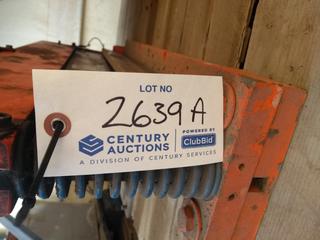 LOT NO
2639A
CENTURY
AUCTIONS
POWERED BY
ClubBid
A DIVISION OF CENTURY SERVICES